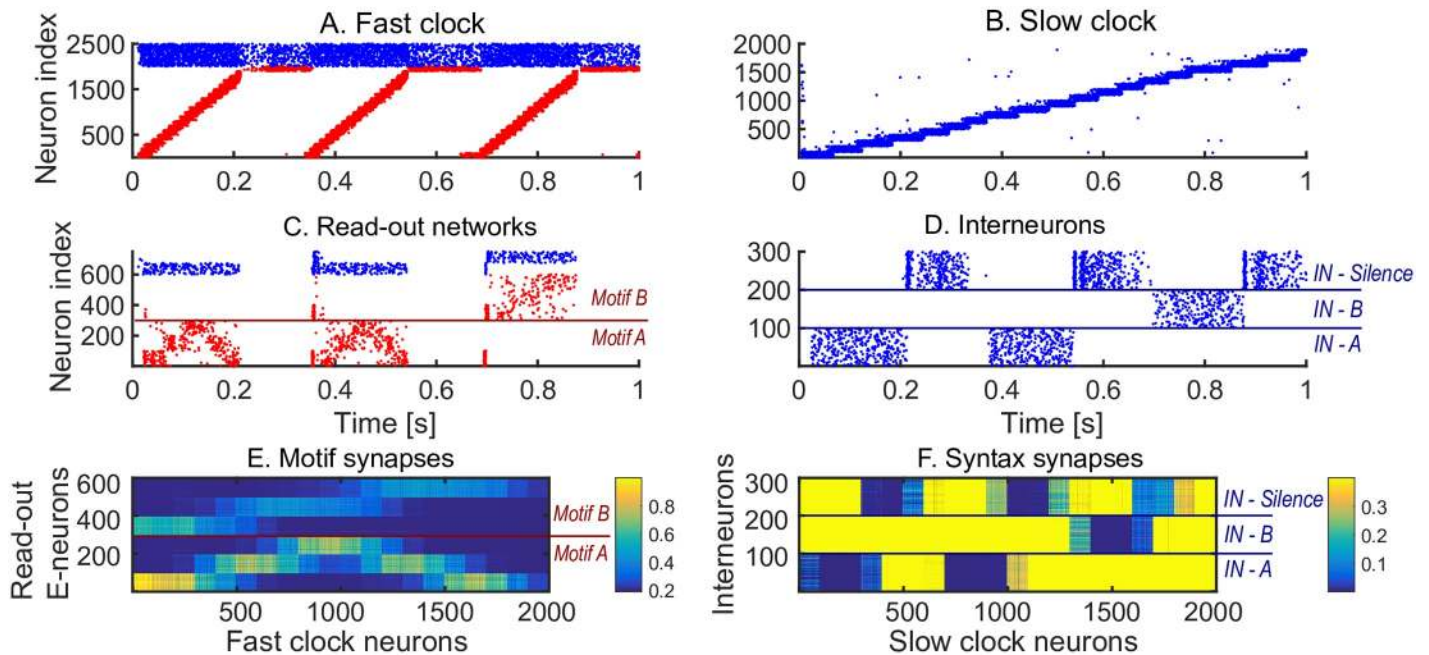 A. Fast clock
B. Slow clock
Neuron index
2500
1500
500
0 0.2 0.4 0.6 0.8 1
2000
1500
1000
500
0 0.2 0.4 0.6 0.8 1
C. Read-out networks
D. Interneurons
Neuron index
600
400
200
Motif B
Motif A
0 0.2 0.4 0.6 0.8 1
Time [s]
300
200
100
IN - Silence
IN - B
IN - A
0 0.2 0.4 0.6 0.8 1
Time [s]
E. Motif synapses
F. Syntax synapses
Read-out
E-neurons
600
400
200
Motif B
Motif A
0.8
0.6
0.4
0.2
500 1000 1500 2000
Fast clock neurons
Interneurons
300
200
100
IN - Silence
IN - B
IN - A
0.3
0.2
0.1
500 1000 1500 2000
Slow clock neurons